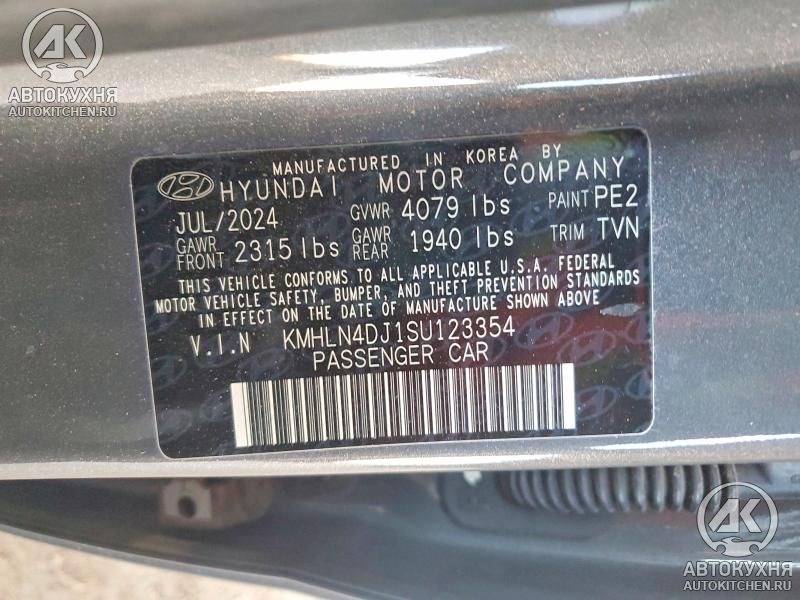 АК
АВТОКУХНЯ
AUTOKITCHEN.RU
MANUFACTURED IN KOREA BY
HYUNDAI MOTOR COMPANY
JUL/2024 GVWR 4079 lbs PAINT PE2
GAWR FRONT 2315 lbs GAWR REAR 1940 lbs TRIM TVN
THIS VEHICLE CONFORMS TO ALL APPLICABLE U.S.A. FEDERAL
MOTOR VEHICLE SAFETY, BUMPER, AND THEFT PREVENTION STANDARDS
IN EFFECT ON THE DATE OF MANUFACTURE SHOWN ABOVE.
V.I.N KMHLN4DJ1SU123354
PASSENGER CAR
АК
АВТОКУХНЯ
AUTOKITCHEN.RU